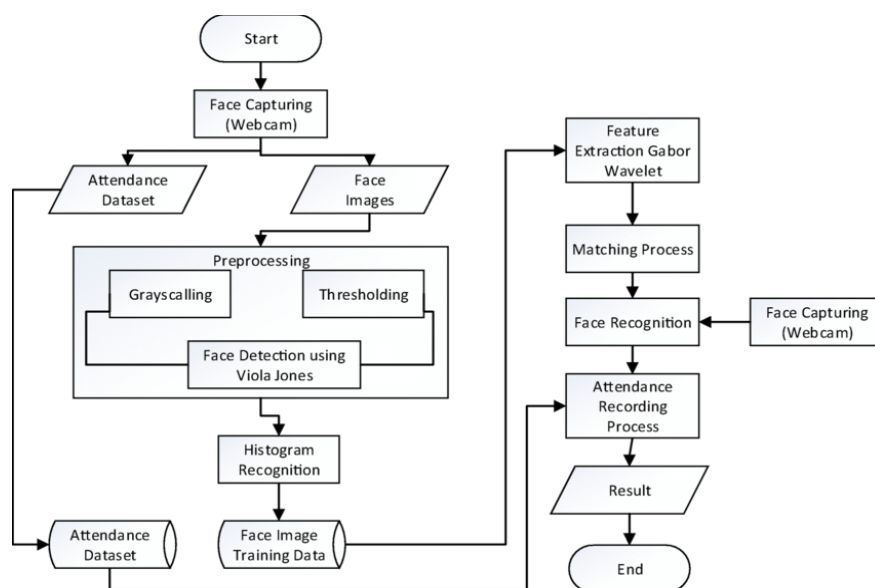 Start
Face Capturing
(Webcam)
Attendance
Dataset
Face
Images
Preprocessing
Grayscalling
Thresholding
Face Detection using
Viola Jones
Histogram
Recognition
Attendance
Dataset
Face Image
Training Data
Feature
Extraction Gabor
Wavelet
Matching Process
Face Recognition
Face Capturing
(Webcam)
Attendance
Recording
Process
Result
End